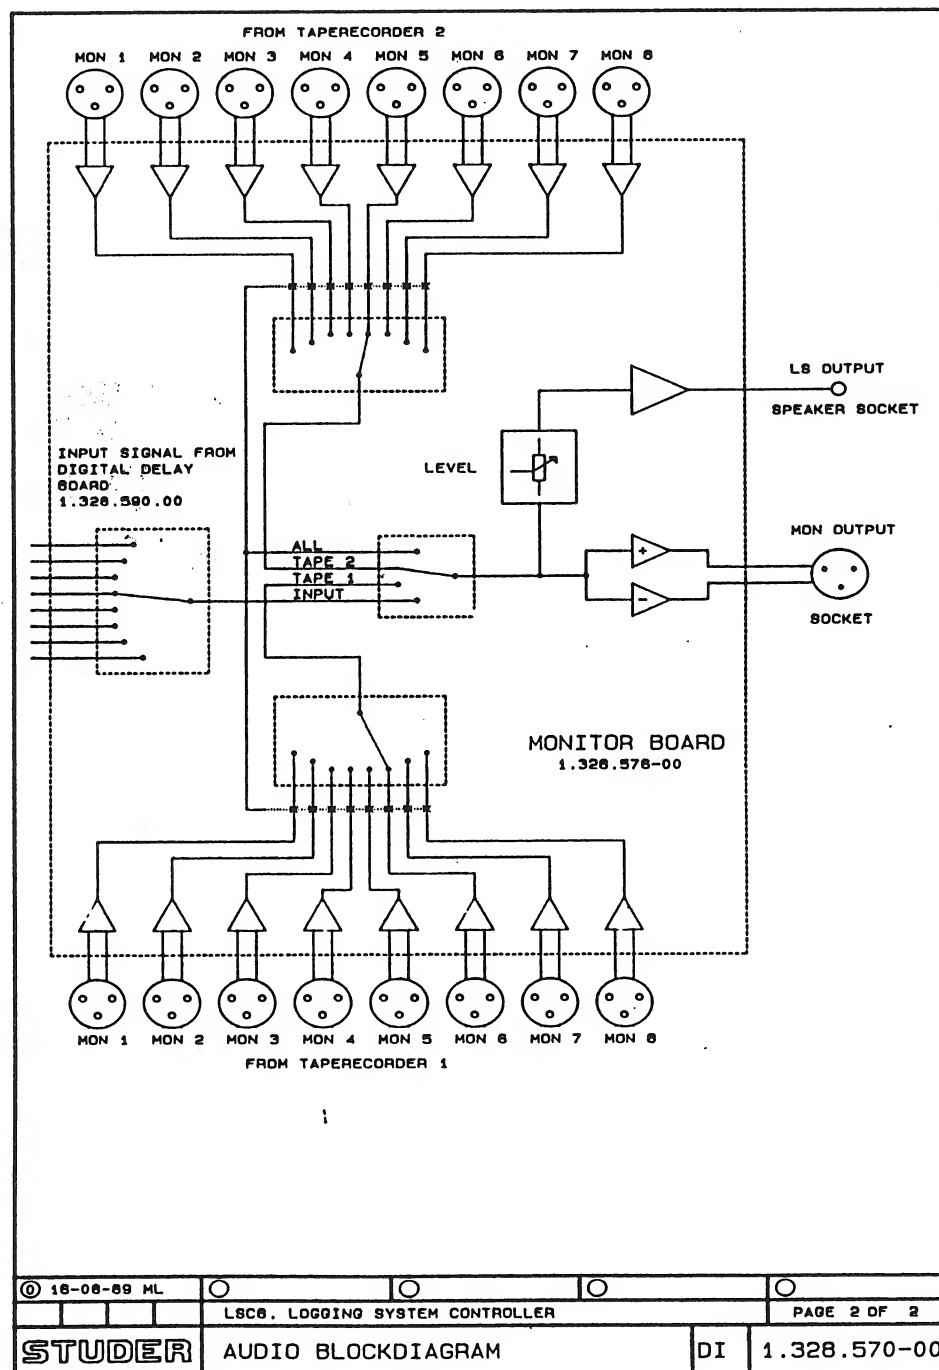 FROM TAPERECORDER 2
MON 1 MON 2 MON 3 MON 4 MON 5 MON 6 MON 7 MON 8
LS OUTPUT
SPEAKER SOCKET
INPUT SIGNAL FROM
DIGITAL DELAY
BOARD
1.328.590.00
LEVEL
ALL
TAPE 2
TAPE 1
INPUT
+
-
MON OUTPUT
SOCKET
MONITOR BOARD
1.328.576-00
MON 1 MON 2 MON 3 MON 4 MON 5 MON 6 MON 7 MON 8
FROM TAPERECORDER 1
0 16-08-89 ML
LSC8. LOGGING SYSTEM CONTROLLER
PAGE 2 OF 2
STUDER
AUDIO BLOCKDIAGRAM
DI
1.328.570-00